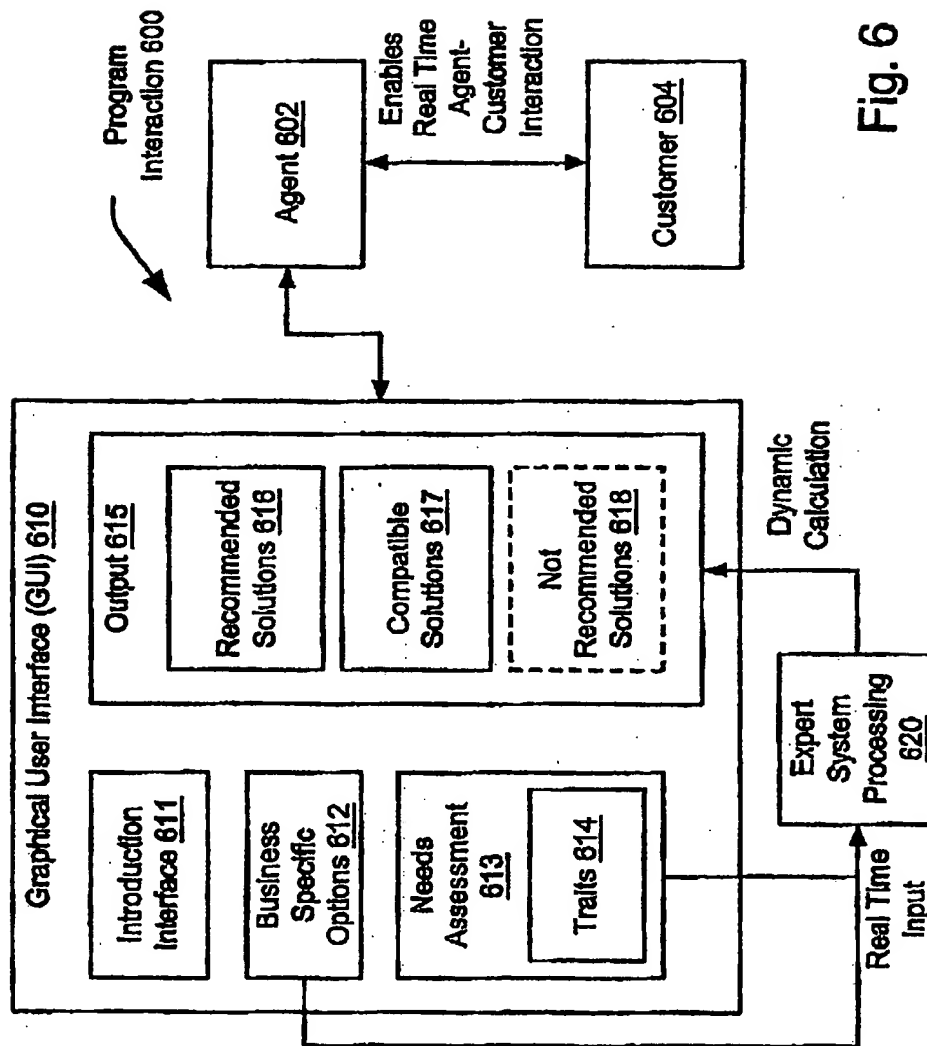 Program
Interaction 600
Graphical User Interface (GUI) 610
Introduction
Interface 611
Business
Specific
Options 612
Needs
Assessment
613
Traits 614
Output 615
Recommended
Solutions 616
Compatible
Solutions 617
Not
Recommended
Solutions 618
Agent 602
Enables
Real Time
Agent-
Customer
Interaction
Customer 604
Real Time
Input
Expert
System
Processing
620
Dynamic
Calculation
Fig. 6